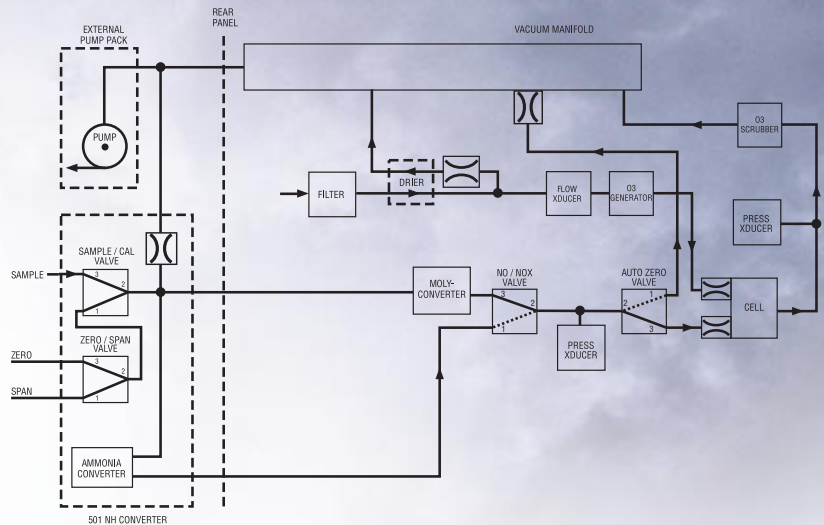 REAR
PANEL
EXTERNAL
PUMP PACK
VACUUM MANIFOLD
PUMP
O3
SCRUBBER
DRIER
FILTER
FLOW
XDUCER
O3
GENERATOR
PRESS
XDUCER
SAMPLE / CAL
VALVE
SAMPLE
3
2
1
MOLY-
CONVERTER
NO / NOX
VALVE
3
2
1
AUTO ZERO
VALVE
1
2
3
CELL
PRESS
XDUCER
ZERO / SPAN
VALVE
ZERO
3
2
SPAN
1
AMMONIA
CONVERTER
501 NH CONVERTER